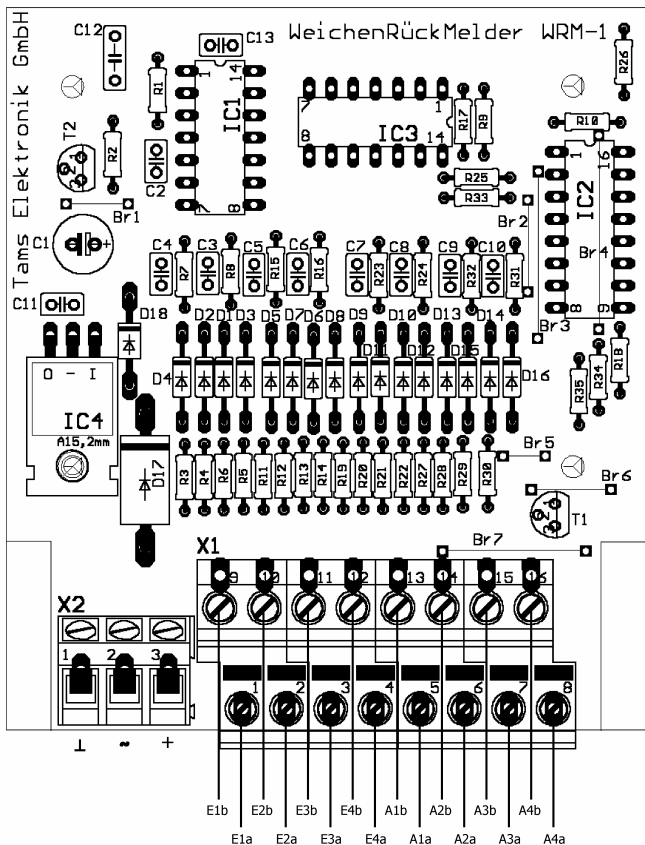 WeichenRückMelder WRM-1
Tams Elektronik GmbH
C12
C13
R26
R1
1
14
IC1
7
8
7
1
IC3
8
14
R17
R9
R10
T2
R2
C2
1
16
IC2
8
9
R25
R33
Br1
Br2
Br4
Br3
C1
+
C4
C3
C5
C6
C7
C8
C9
C10
R7
R8
R15
R16
R23
R24
R32
R31
C11
D18
D2
D1
D3
D5
D7
D6
D8
D9
D11
D10
D12
D13
D15
D14
D4
D16
R35
R34
R18
O - I
IC4
A15,2mm
D17
R3
R4
R6
R5
R11
R12
R13
R14
R19
R20
R21
R22
R27
R28
R29
R30
Br5
Br6
T1
Br7
X1
9 10 11 12 13 14 15 16
X2
1 2 3
1 2 3 4 5 6 7 8
⊥ ~ +
E1b E2b E3b E4b A1b A2b A3b A4b
E1a E2a E3a E4a A1a A2a A3a A4a